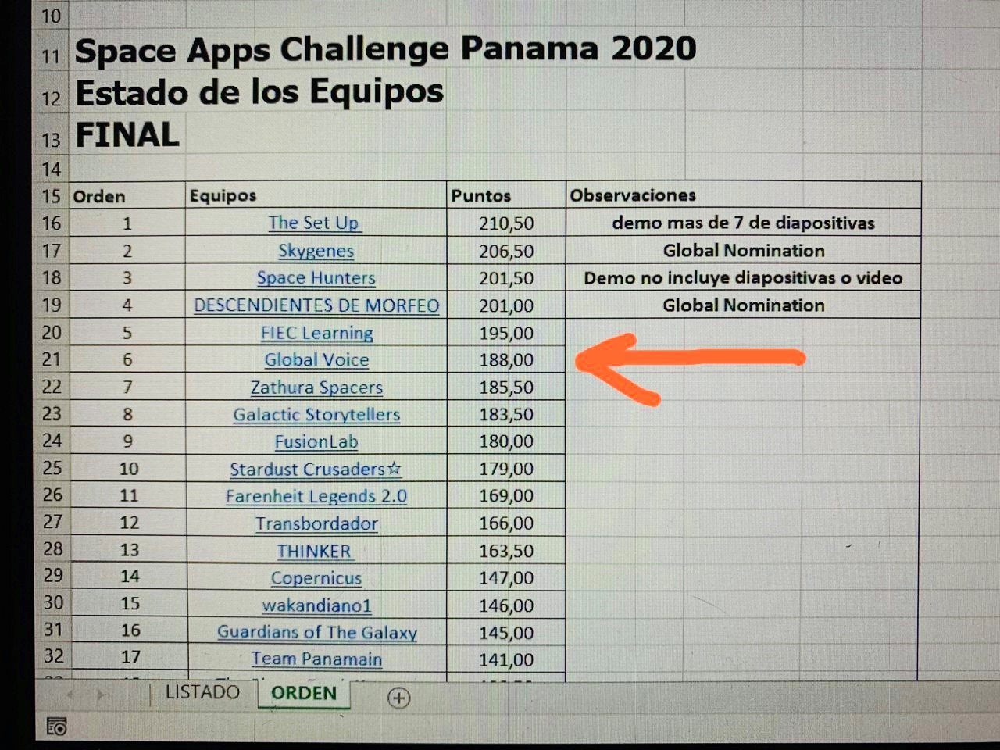 10
11 Space Apps Challenge Panama 2020
12 Estado de los Equipos
13 FINAL
14
15 Orden Equipos Puntos Observaciones
16 1 The Set Up 210,50 demo mas de 7 de diapositivas
17 2 Skygenes 206,50 Global Nomination
18 3 Space Hunters 201,50 Demo no incluye diapositivas o video
19 4 DESCENDIENTES DE MORFEO 201,00 Global Nomination
20 5 FIEC Learning 195,00
21 6 Global Voice 188,00
22 7 Zathura Spacers 185,50
23 8 Galactic Storytellers 183,50
24 9 FusionLab 180,00
25 10 Stardust Crusaders☆ 179,00
26 11 Farenheit Legends 2.0 169,00
27 12 Transbordador 166,00
28 13 THINKER 163,50
29 14 Copernicus 147,00
30 15 wakandiano1 146,00
31 16 Guardians of The Galaxy 145,00
32 17 Team Panamain 141,00
LISTADO ORDEN